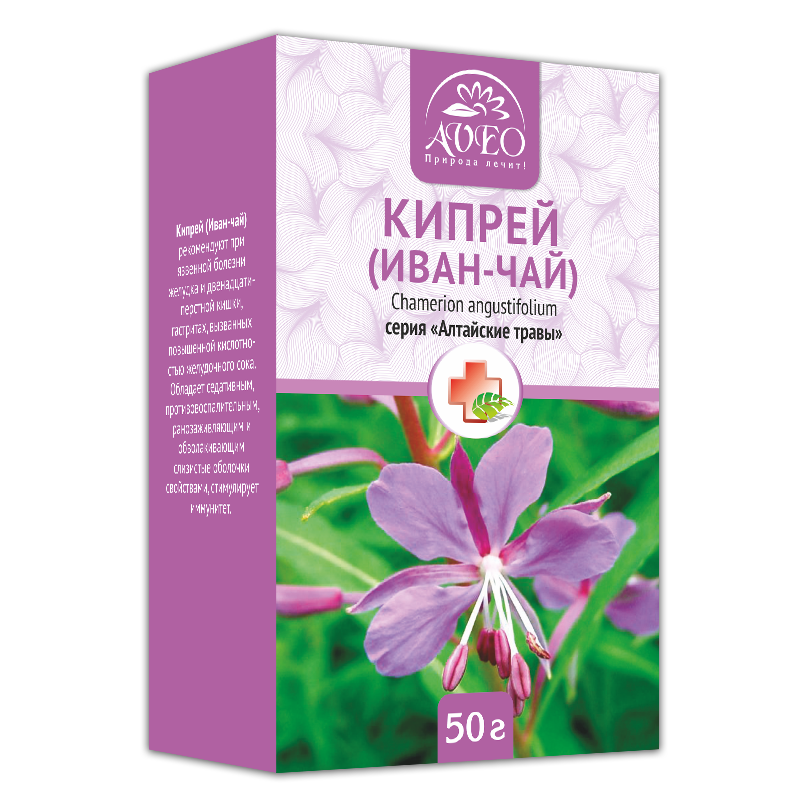 AVEO
Природа лечит!
КИПРЕЙ
(ИВАН-ЧАЙ)
Chamerion angustifolium
серия «Алтайские травы»
50 г
Кипрей (Иван-чай)
рекомендуют при
язвенной болезни
желудка и двенадцати-
перстной кишки,
гастритах, вызванных
повышенной кислотно-
стью желудочного сока.
Обладает седативным,
противовоспалительным,
ранозаживляющим и
обволакивающим
слизистые оболочки
свойствами, стимулирует
иммунитет.